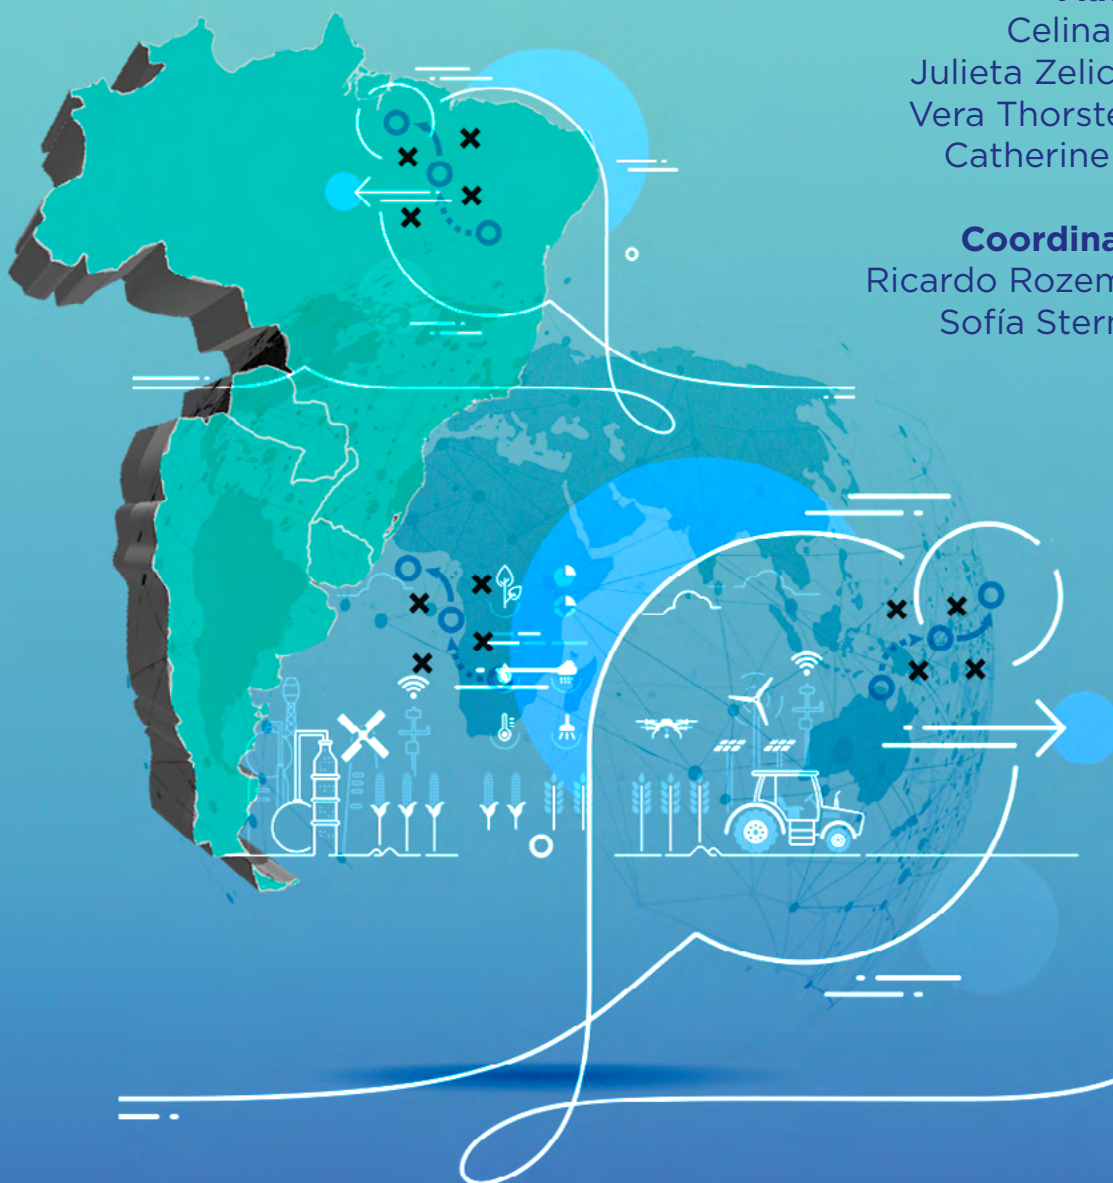 Celina
Julieta Zelic
Vera Thorste
Catherine
Coordina
Ricardo Rozem
Sofía Stern